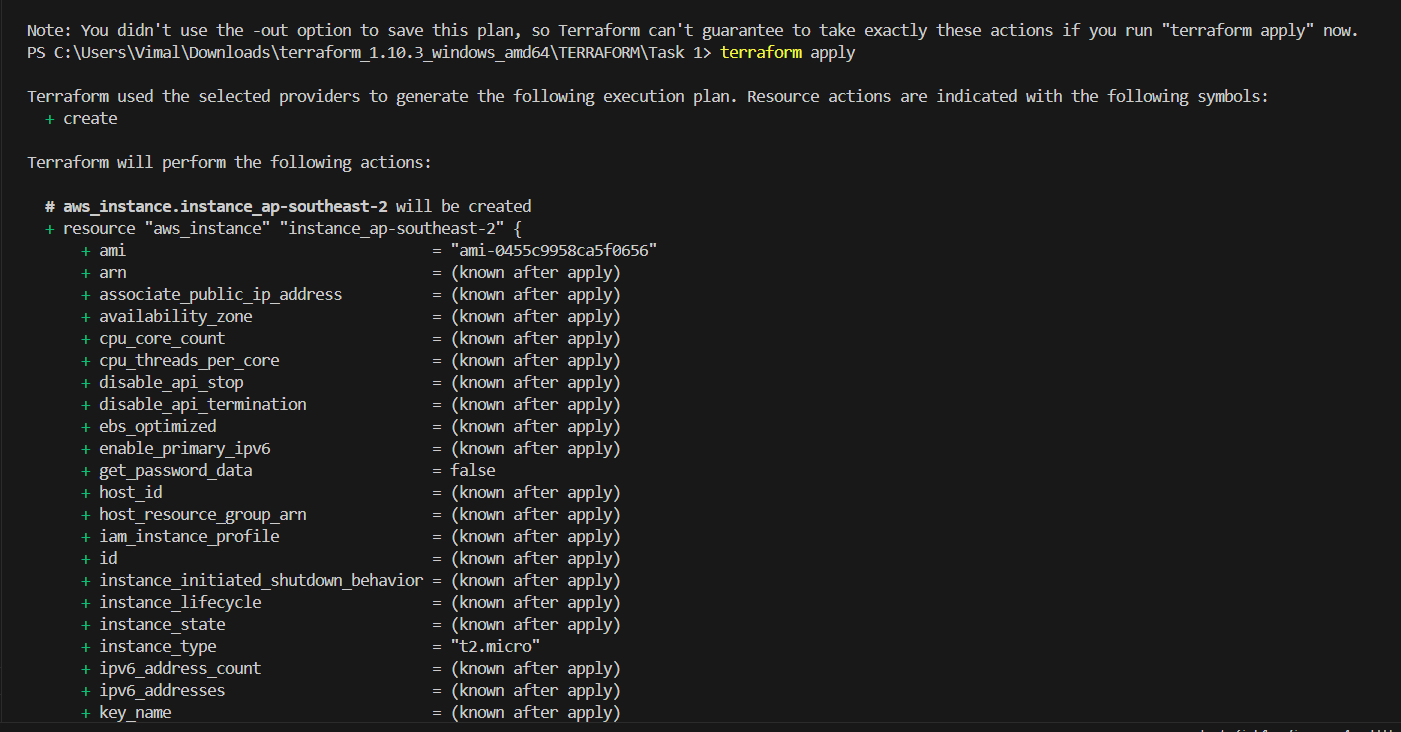 Note: You didn't use the -out option to save this plan, so Terraform can't guarantee to take exactly these actions if you run "terraform apply" now.
PS C:\Users\Vimal\Downloads\terraform_1.10.3_windows_amd64\TERRAFORM\Task 1> terraform apply
Terraform used the selected providers to generate the following execution plan. Resource actions are indicated with the following symbols:
+ create
Terraform will perform the following actions:
# aws_instance.instance_ap-southeast-2 will be created
+ resource "aws_instance" "instance_ap-southeast-2" {
+ ami = "ami-0455c9958ca5f0656"
+ arn = (known after apply)
+ associate_public_ip_address = (known after apply)
+ availability_zone = (known after apply)
+ cpu_core_count = (known after apply)
+ cpu_threads_per_core = (known after apply)
+ disable_api_stop = (known after apply)
+ disable_api_termination = (known after apply)
+ ebs_optimized = (known after apply)
+ enable_primary_ipv6 = (known after apply)
+ get_password_data = false
+ host_id = (known after apply)
+ host_resource_group_arn = (known after apply)
+ iam_instance_profile = (known after apply)
+ id = (known after apply)
+ instance_initiated_shutdown_behavior = (known after apply)
+ instance_lifecycle = (known after apply)
+ instance_state = (known after apply)
+ instance_type = "t2.micro"
+ ipv6_address_count = (known after apply)
+ ipv6_addresses = (known after apply)
+ key_name = (known after apply)